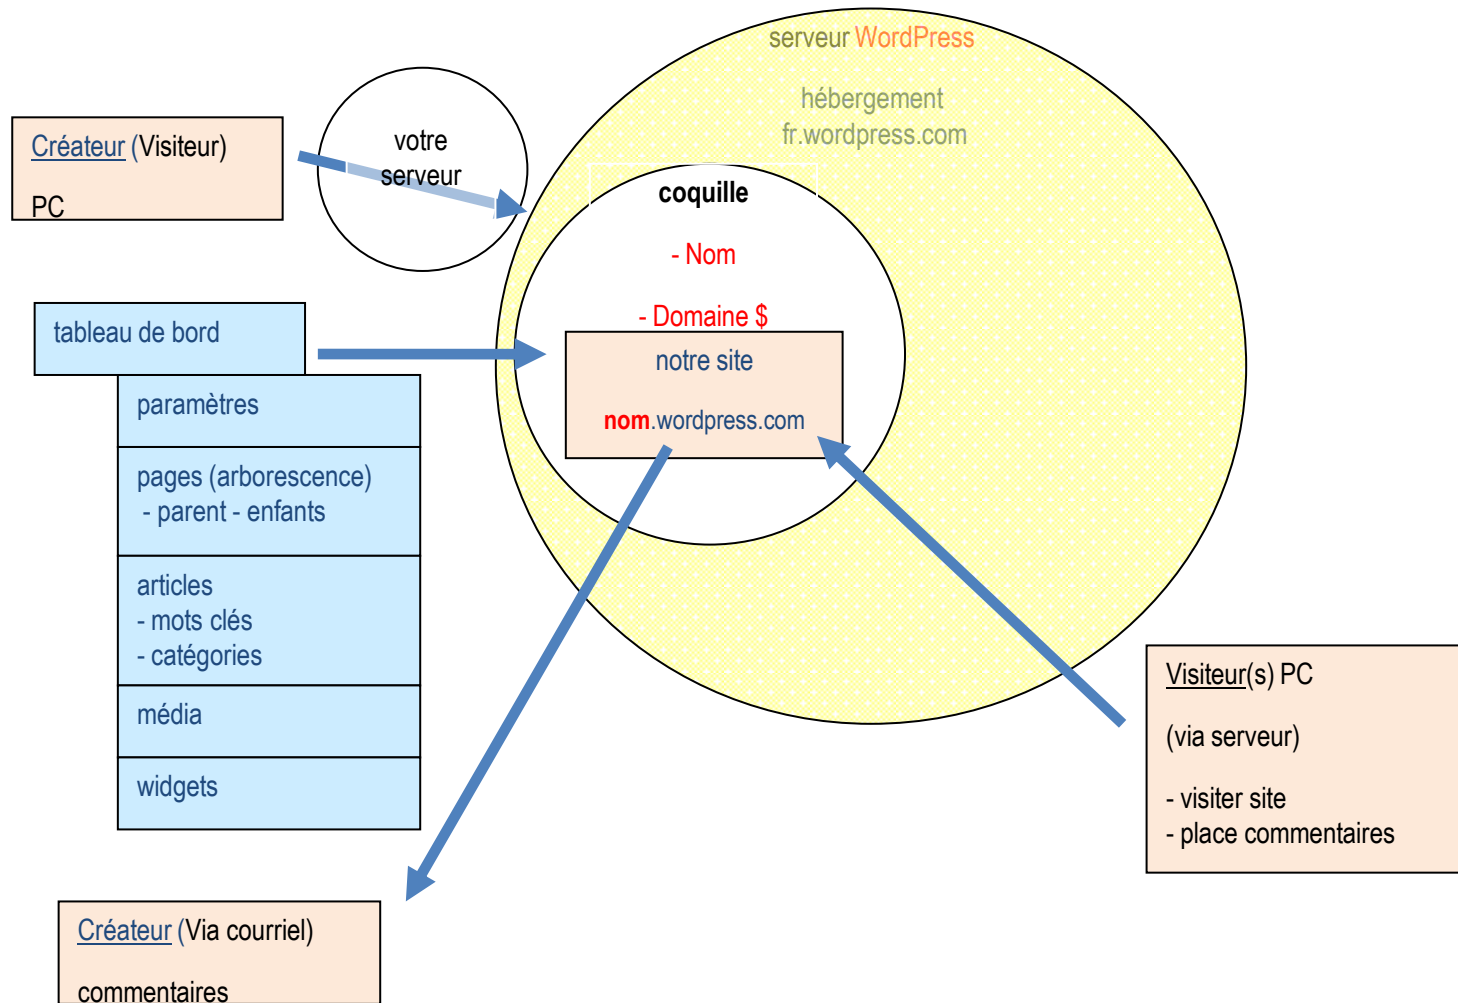 serveur WordPress
hébergement
fr.wordpress.com
Créateur (Visiteur)
PC
votre
serveur
coquille
- Nom
- Domaine $
notre site
nom.wordpress.com
tableau de bord
paramètres
pages (arborescence)
- parent - enfants
articles
- mots clés
- catégories
média
widgets
Visiteur(s) PC
(via serveur)
- visiter site
- place commentaires
Créateur (Via courriel)
commentaires